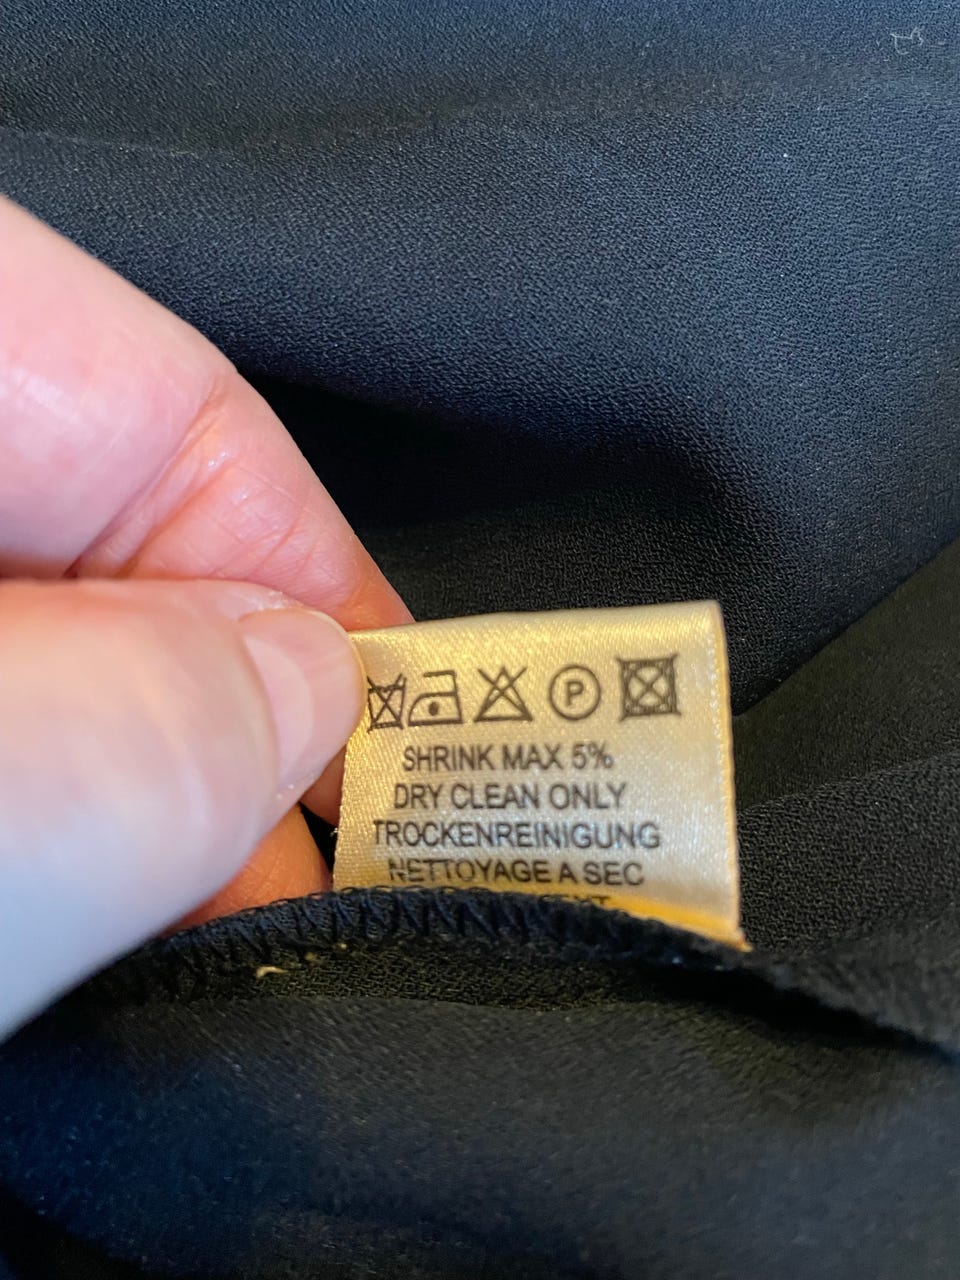 P
SHRINK MAX 5%
DRY CLEAN ONLY
TROCKENREINIGUNG
NETTOYAGE A SEC